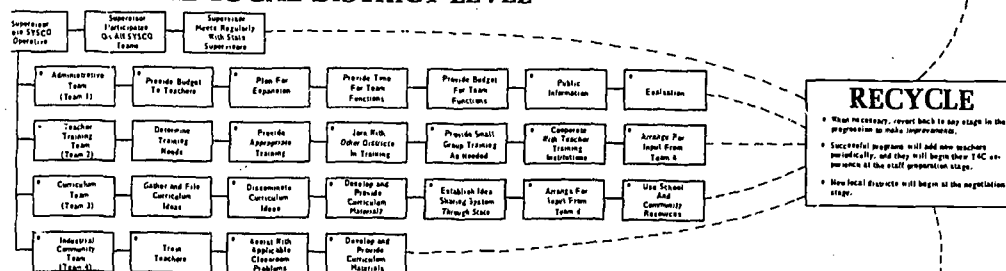 LOCAL DISTRICT LEVEL
Supervisor
SYSCO
Operative
Supervisor
Participates
On All SYSCO
Teams
Supervisor
Meets Regularly
With State
Supervisors
Administrative
Team
(Team 1)
Provide Budget
To Teachers
Plan For
Expansion
Provide Time
For Team
Functions
Provide Budget
For Team
Functions
Public
Information
Evaluation
Teacher
Training
Team
(Team 2)
Determine
Training
Needs
Provide
Appropriate
Training
Join With
Other Districts
In Training
Provide Small
Group Training
As Needed
Cooperate
With Teacher
Training
Institutions
Arrange For
Input From
Team 4
Curriculum
Team
(Team 3)
Gather and File
Curriculum
Ideas
Disseminate
Curriculum
Ideas
Develop and
Provide
Curriculum
Materials
Establish Idea
Sharing System
Through State
Arrange For
Input From
Team 4
Use School
And
Community
Resources
Industrial
Community
Team
(Team 4)
Train
Teachers
Assist With
Applicable
Classroom
Problems
Develop and
Provide
Curriculum
Materials
RECYCLE
• When necessary, revert back to any stage in the
progression to make improvements.
• Successful programs will add new teachers
periodically, and they will begin their T4C ex-
perience at the staff preparation stage.
• New local districts will begin at the negotiation
stage.